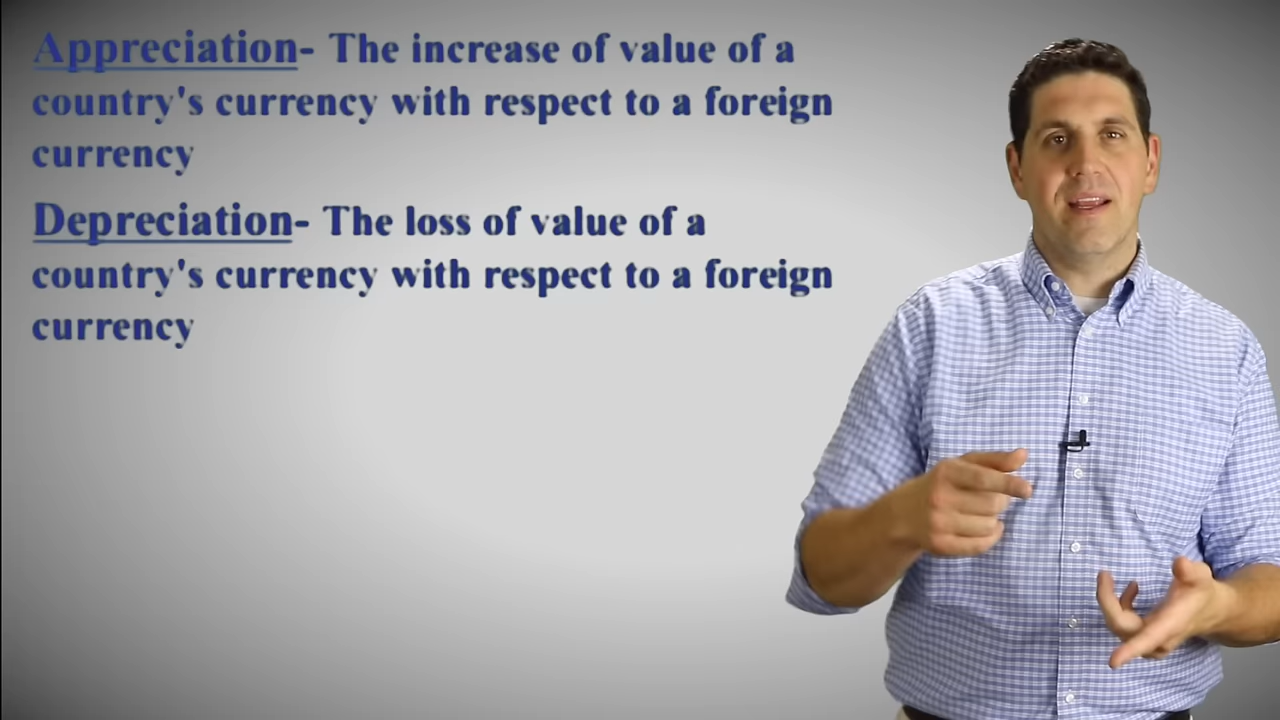 Appreciation- The increase of value of a
country's currency with respect to a foreign
currency
Depreciation- The loss of value of a
country's currency with respect to a foreign
currency